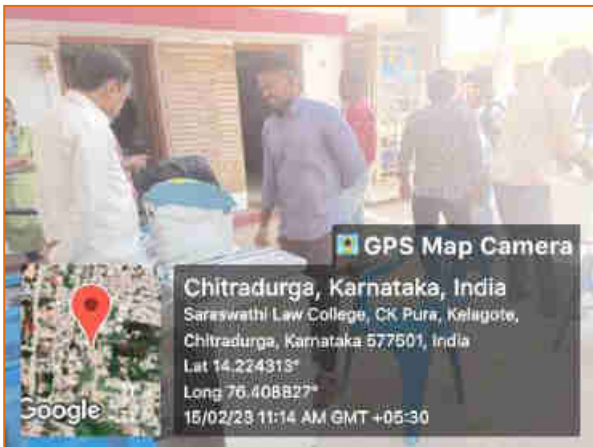 GPS Map Camera
Chitradurga, Karnataka, India
Saraswathi Law College, CK Pura, Kelagote,
Chitradurga, Karnataka 577501, India
Lat 14.224313°
Long 76.408827°
15/02/23 11:14 AM GMT +05:30
Google